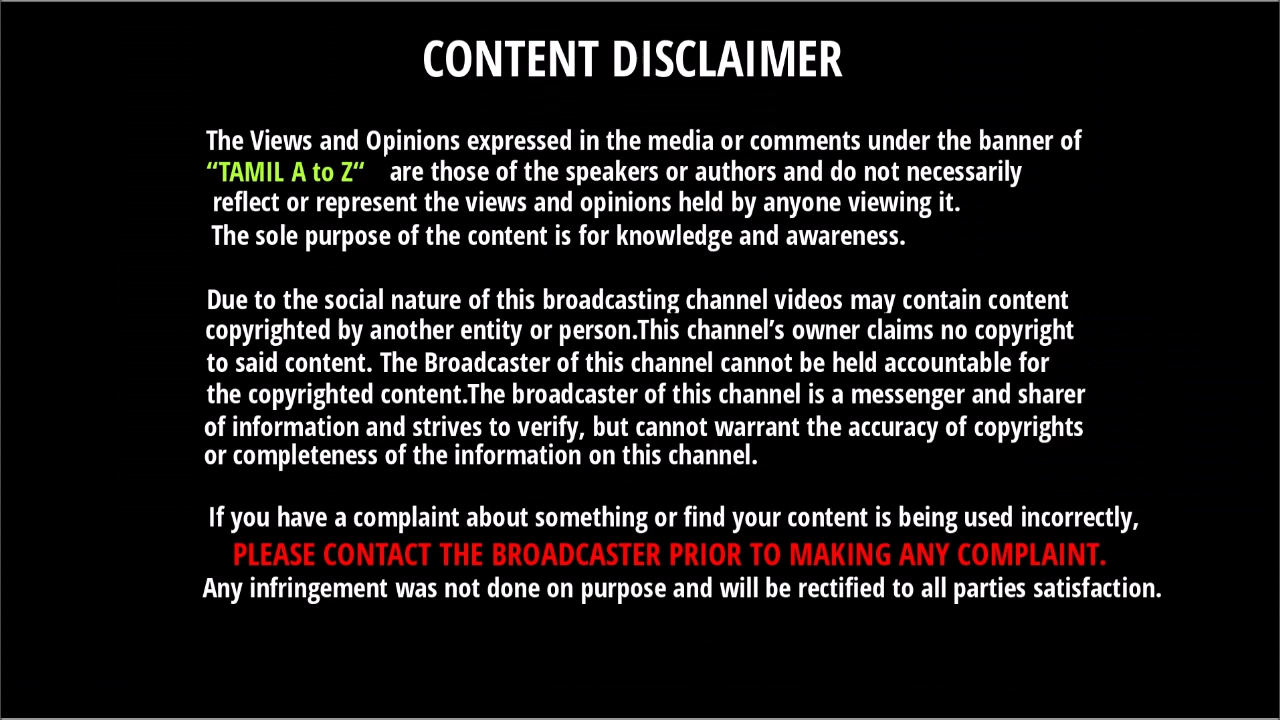 CONTENT DISCLAIMER
The Views and Opinions expressed in the media or comments under the banner of
“TAMIL A to Z“ are those of the speakers or authors and do not necessarily
reflect or represent the views and opinions held by anyone viewing it.
The sole purpose of the content is for knowledge and awareness.
Due to the social nature of this broadcasting channel videos may contain content
copyrighted by another entity or person.This channel’s owner claims no copyright
to said content. The Broadcaster of this channel cannot be held accountable for
the copyrighted content.The broadcaster of this channel is a messenger and sharer
of information and strives to verify, but cannot warrant the accuracy of copyrights
or completeness of the information on this channel.
If you have a complaint about something or find your content is being used incorrectly,
PLEASE CONTACT THE BROADCASTER PRIOR TO MAKING ANY COMPLAINT.
Any infringement was not done on purpose and will be rectified to all parties satisfaction.